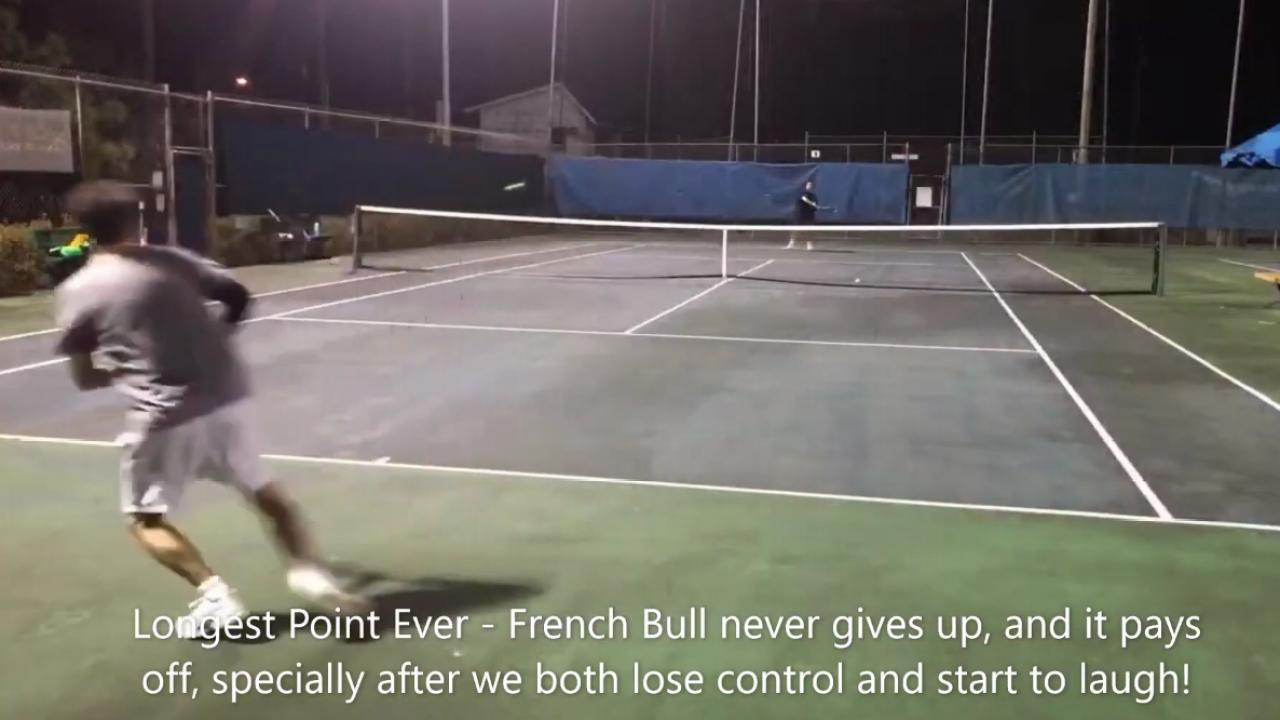 Longest Point Ever - French Bull never gives up, and it pays
off, specially after we both lose control and start to laugh!